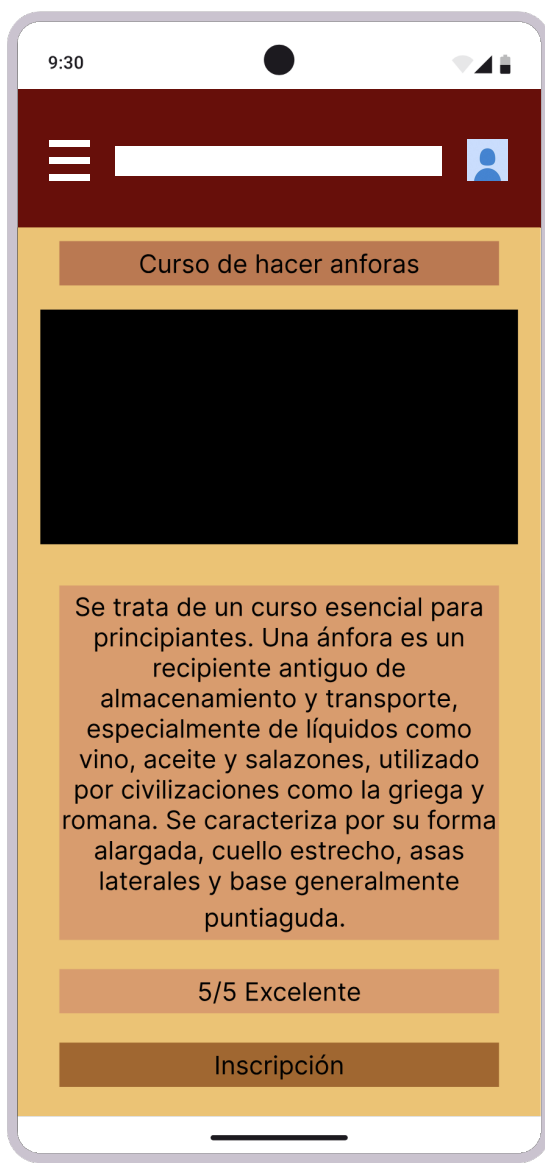 9:30
Curso de hacer anforas
Se trata de un curso esencial para
principiantes. Una ánfora es un
recipiente antiguo de
almacenamiento y transporte,
especialmente de líquidos como
vino, aceite y salazones, utilizado
por civilizaciones como la griega y
romana. Se caracteriza por su forma
alargada, cuello estrecho, asas
laterales y base generalmente
puntiaguda.
5/5 Excelente
Inscripción